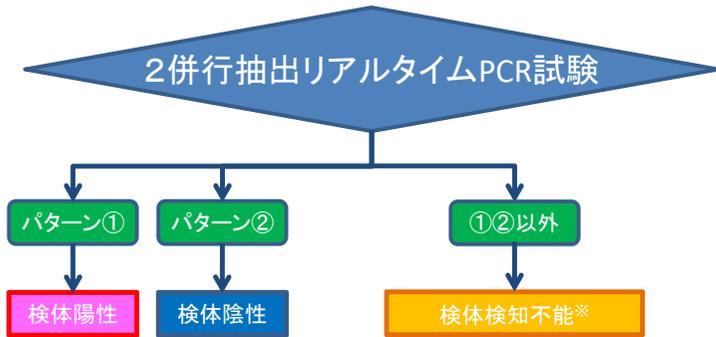 2併行抽出リアルタイムPCR試験
パターン①
パターン②
①②以外
検体陽性
検体陰性
検体検知不能※